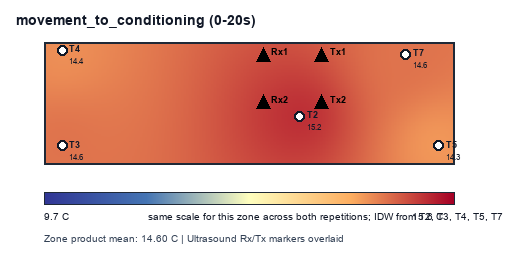 movement_to_conditioning (0-20s)
T4
14.4
Rx1
Tx1
T7
14.6
Rx2
Tx2
T2
15.2
T3
14.6
T5
14.3
9.7 C
same scale for this zone across both repetitions; IDW from T2, T3, T4, T5, T7
Zone product mean: 14.60 C | Ultrasound Rx/Tx markers overlaid